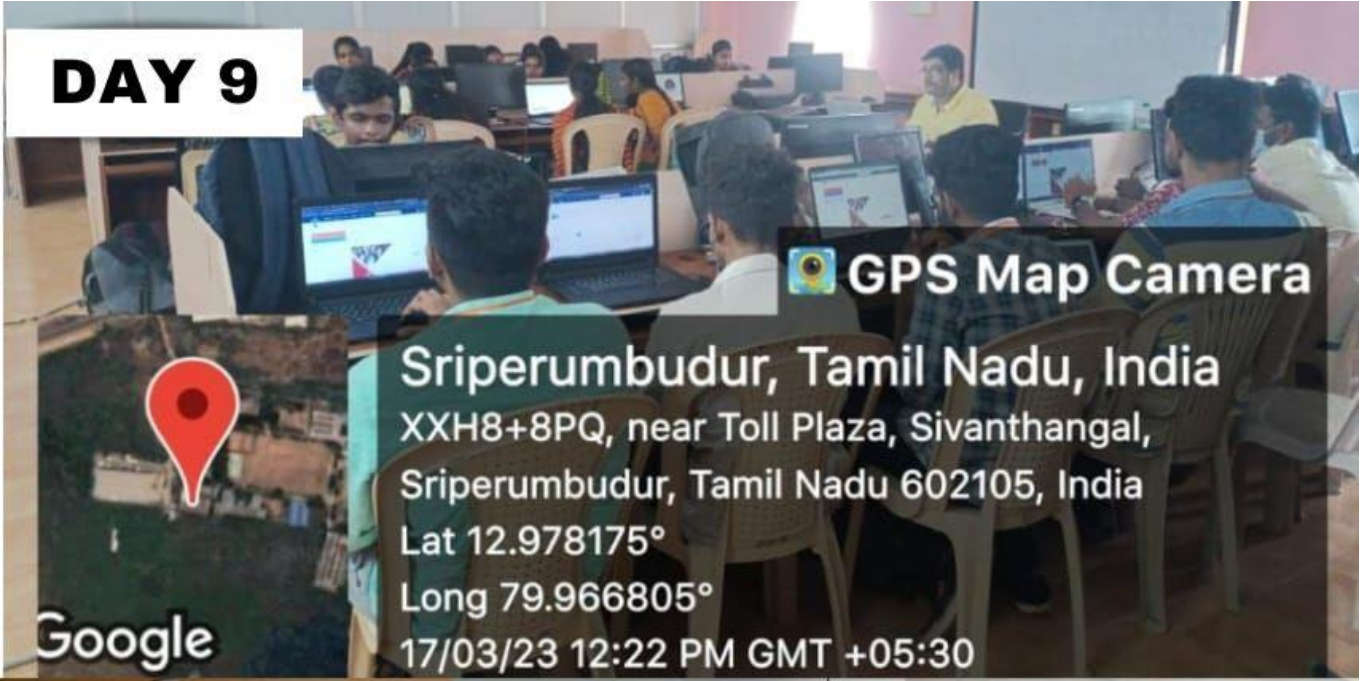 DAY 9
GPS Map Camera
Sriperumbudur, Tamil Nadu, India
XXH8+8PQ, near Toll Plaza, Sivanthangal,
Sriperumbudur, Tamil Nadu 602105, India
Lat 12.978175°
Long 79.966805°
17/03/23 12:22 PM GMT +05:30
Google